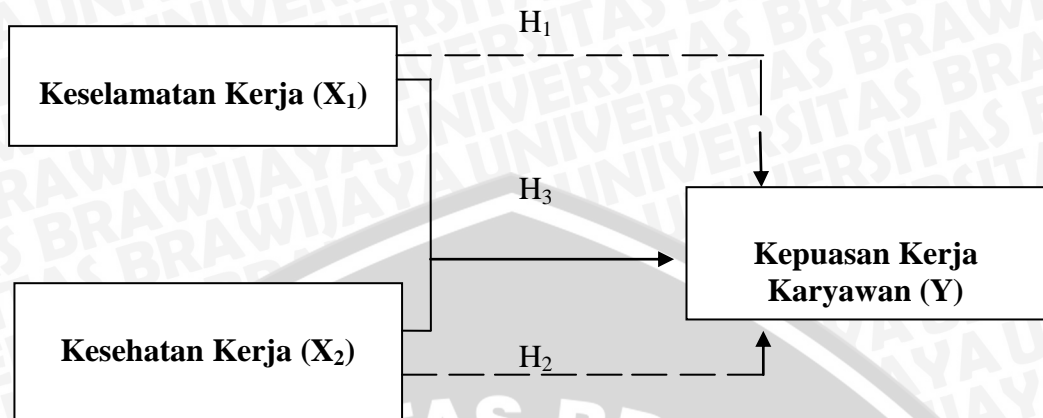 H₁
Keselamatan Kerja (X₁)
H₃
Kepuasan Kerja
Karyawan (Y)
Kesehatan Kerja (X₂)
H₂